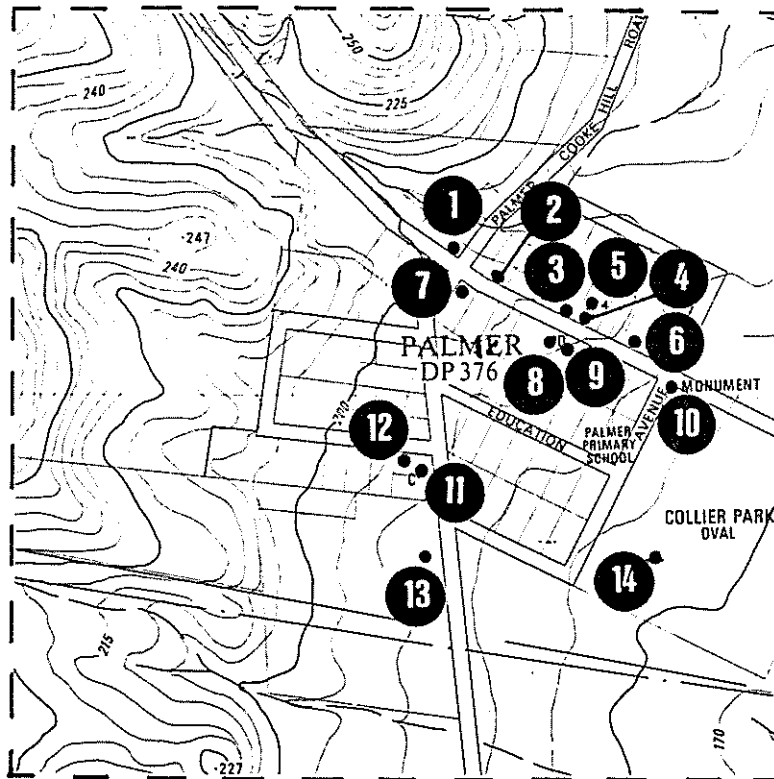 250
240
225
PALMER
COOKE HILL
ROAD
1
2
·247
240
3
5
4
7
PALMER
DP 376
6
8
9
MONUMENT
10
200
EDUCATION
AVENUE
PALMER
PRIMARY
SCHOOL
12
C
11
COLLIER PARK
OVAL
13
14
215
170
·227